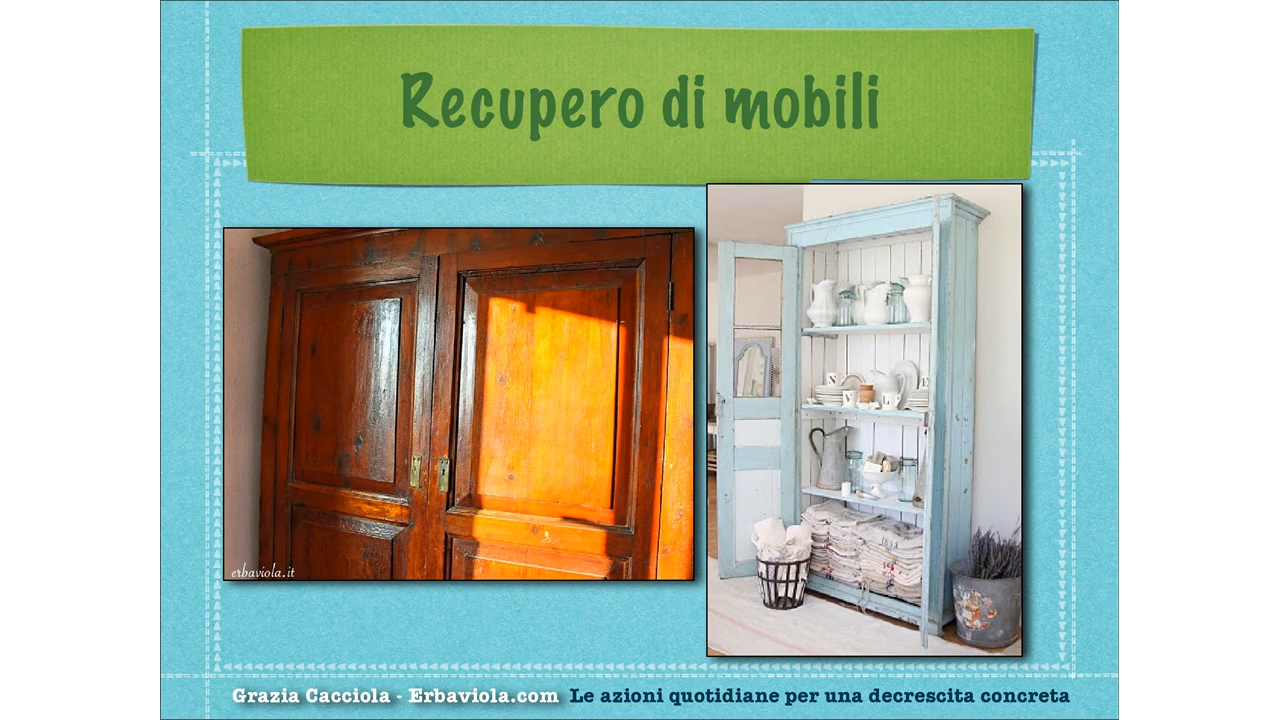 Recupero di mobili
erbaviola.it
Grazia Cacciola - Erbaviola.com Le azioni quotidiane per una decrescita concreta